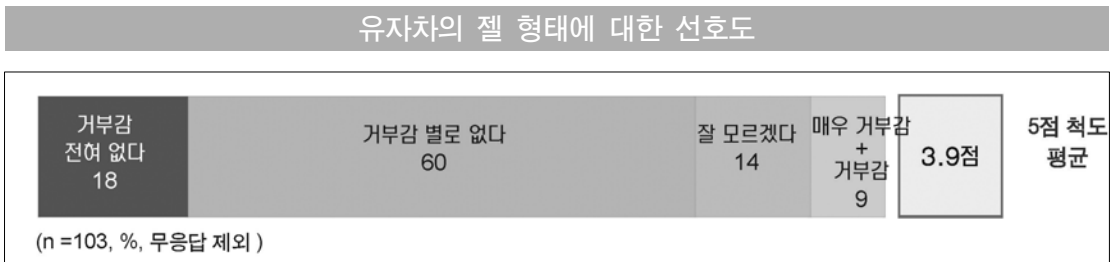 유자차의 젤 형태에 대한 선호도
거부감
전혀 없다
18
거부감 별로 없다
60
잘 모르겠다
14
매우 거부감
+
거부감
9
3.9점
5점 척도
평균
(n =103, %, 무응답 제외 )